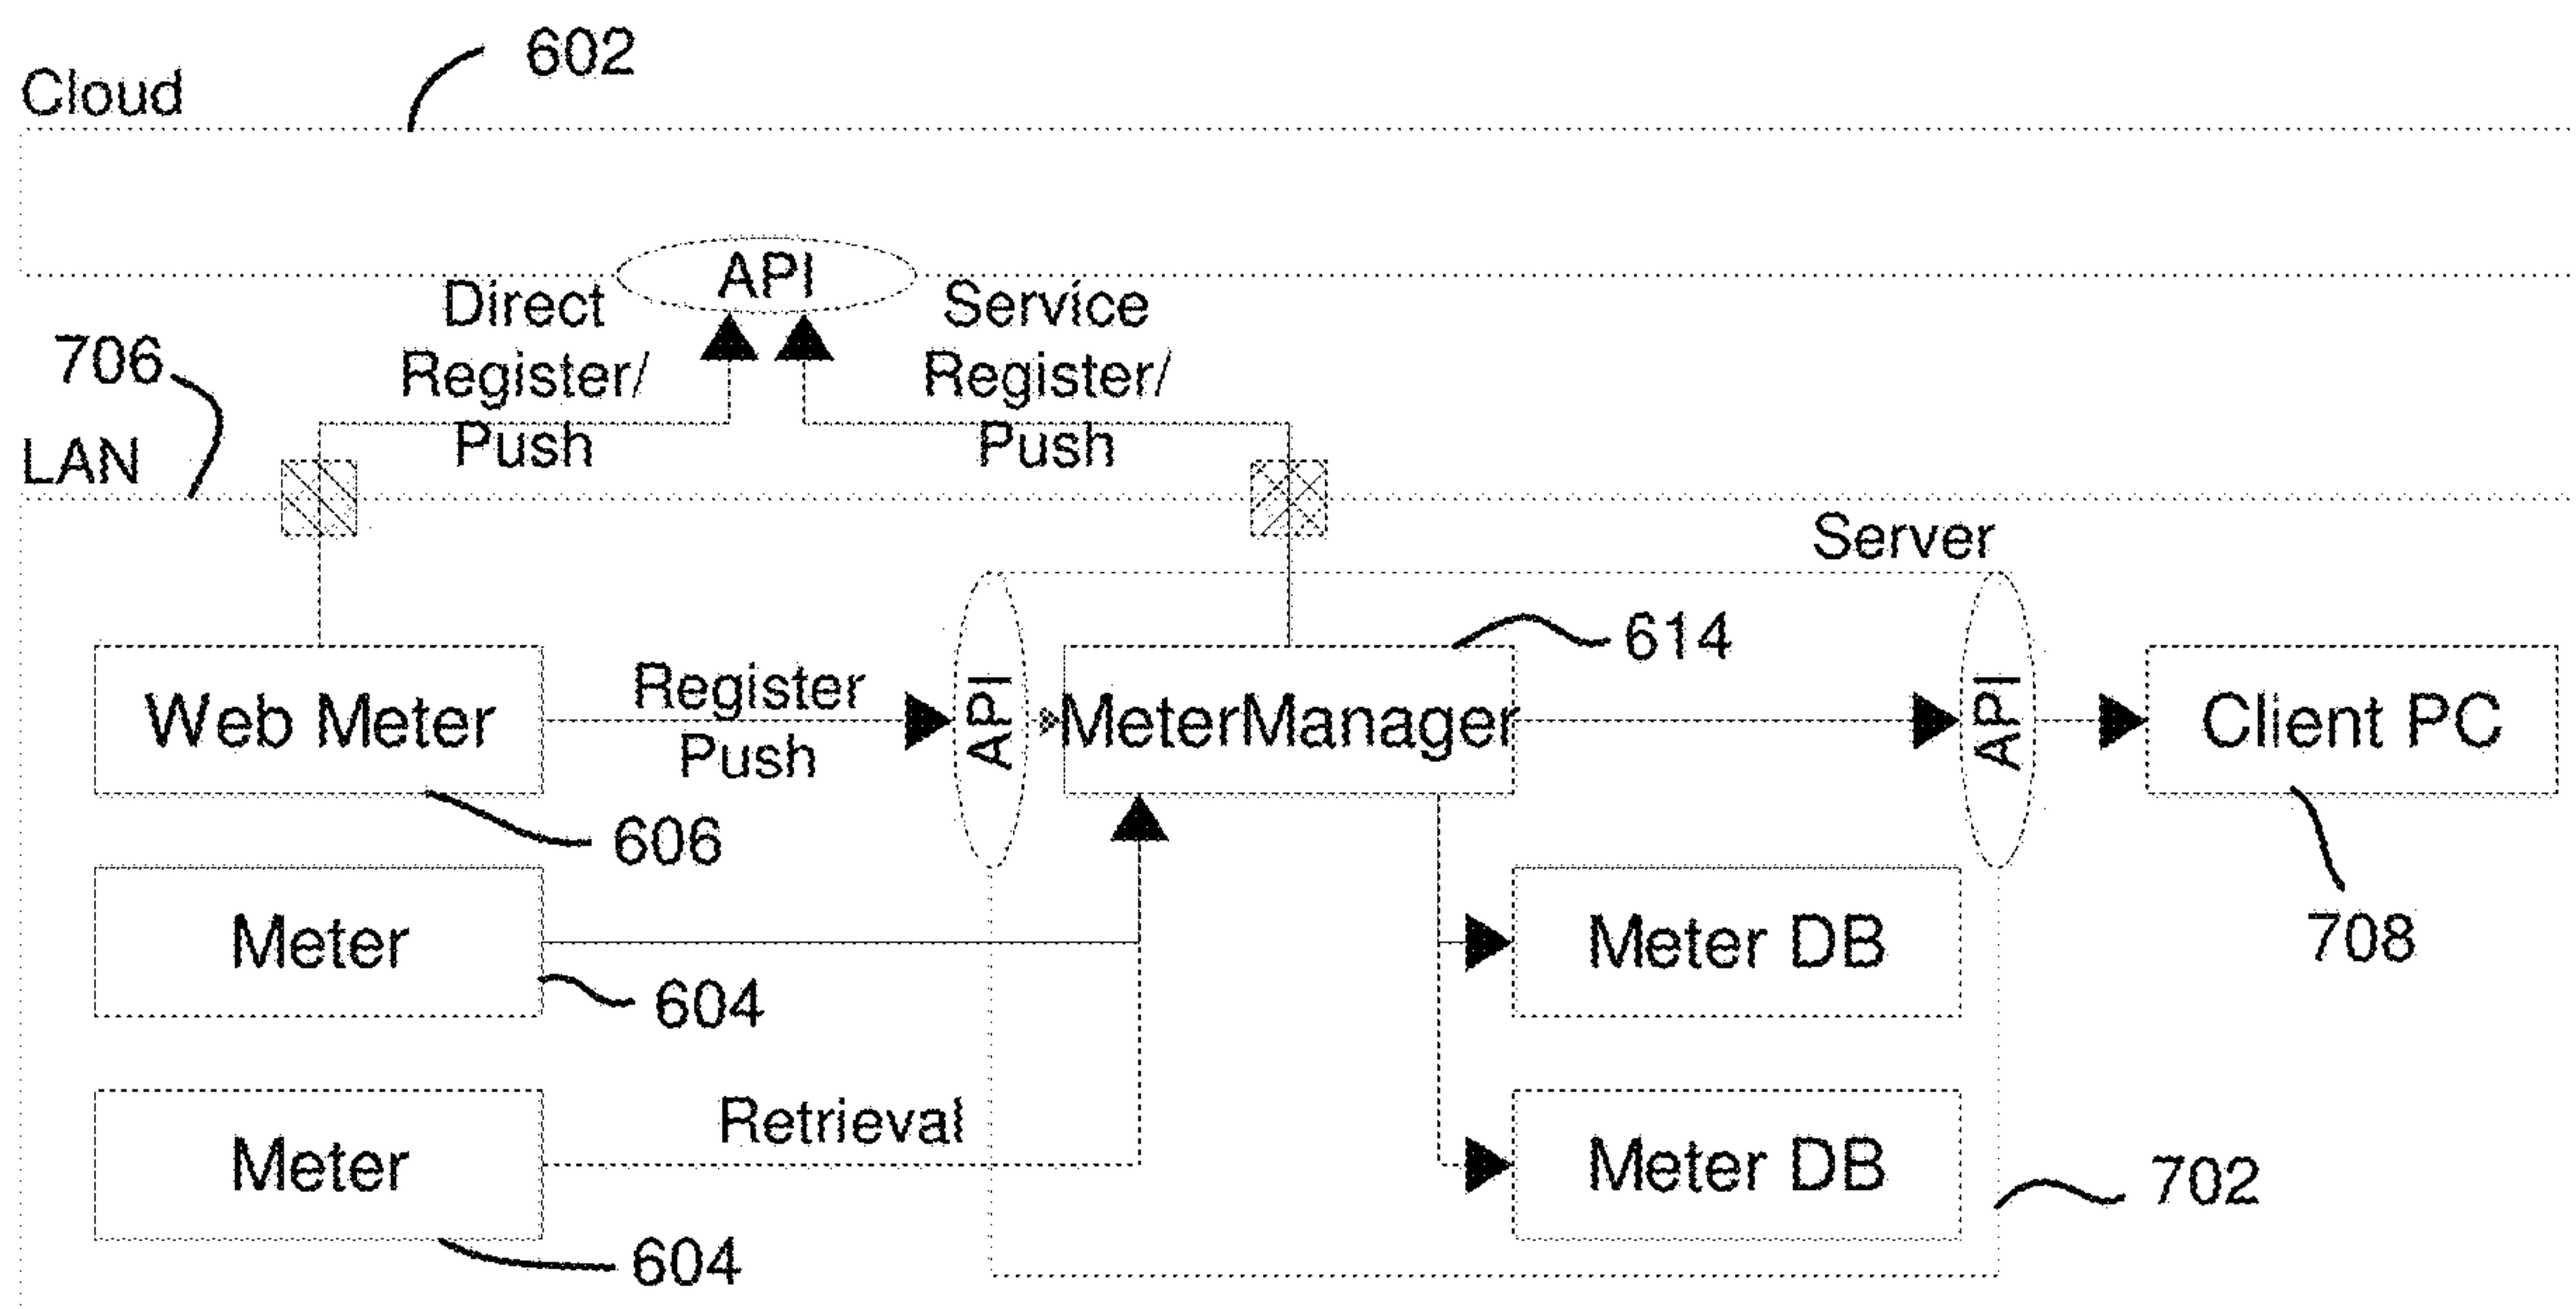 602
Cloud
API
Direct
Register/
Push
Service
Register/
Push
706
LAN
Server
614
Web Meter
Register
Push
API
MeterManager
API
Client PC
606
Meter
604
Meter DB
708
Meter
Retrieval
Meter DB
702
604